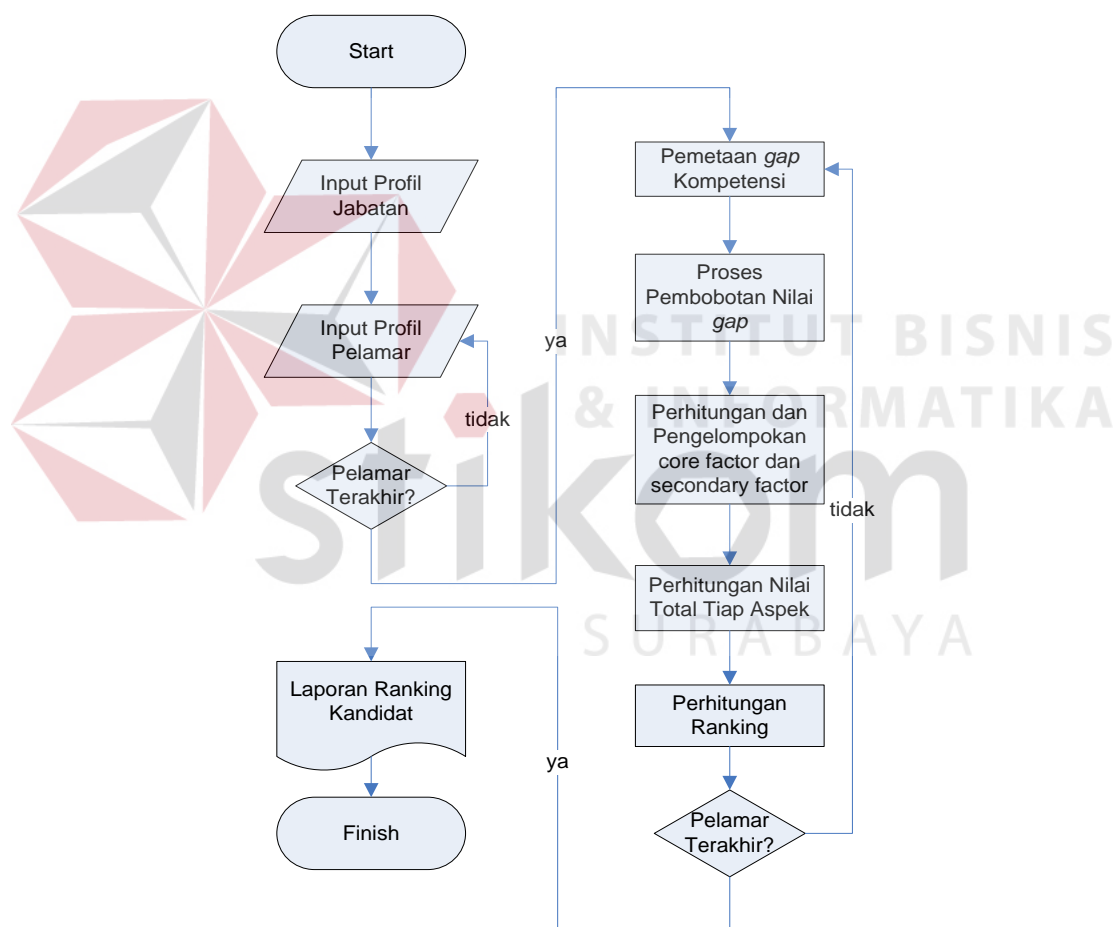 Start
Input Profil
Jabatan
Input Profil
Pelamar
tidak
Pelamar
Terakhir?
ya
Pemetaan gap
Kompetensi
Proses
Pembobotan Nilai
gap
Perhitungan dan
Pengelompokan
core factor dan
secondary factor
Perhitungan Nilai
Total Tiap Aspek
Perhitungan
Ranking
Pelamar
Terakhir?
tidak
ya
Laporan Ranking
Kandidat
Finish
INSTITUT BISNIS
& INFORMATIKA
stikom
SURABAYA